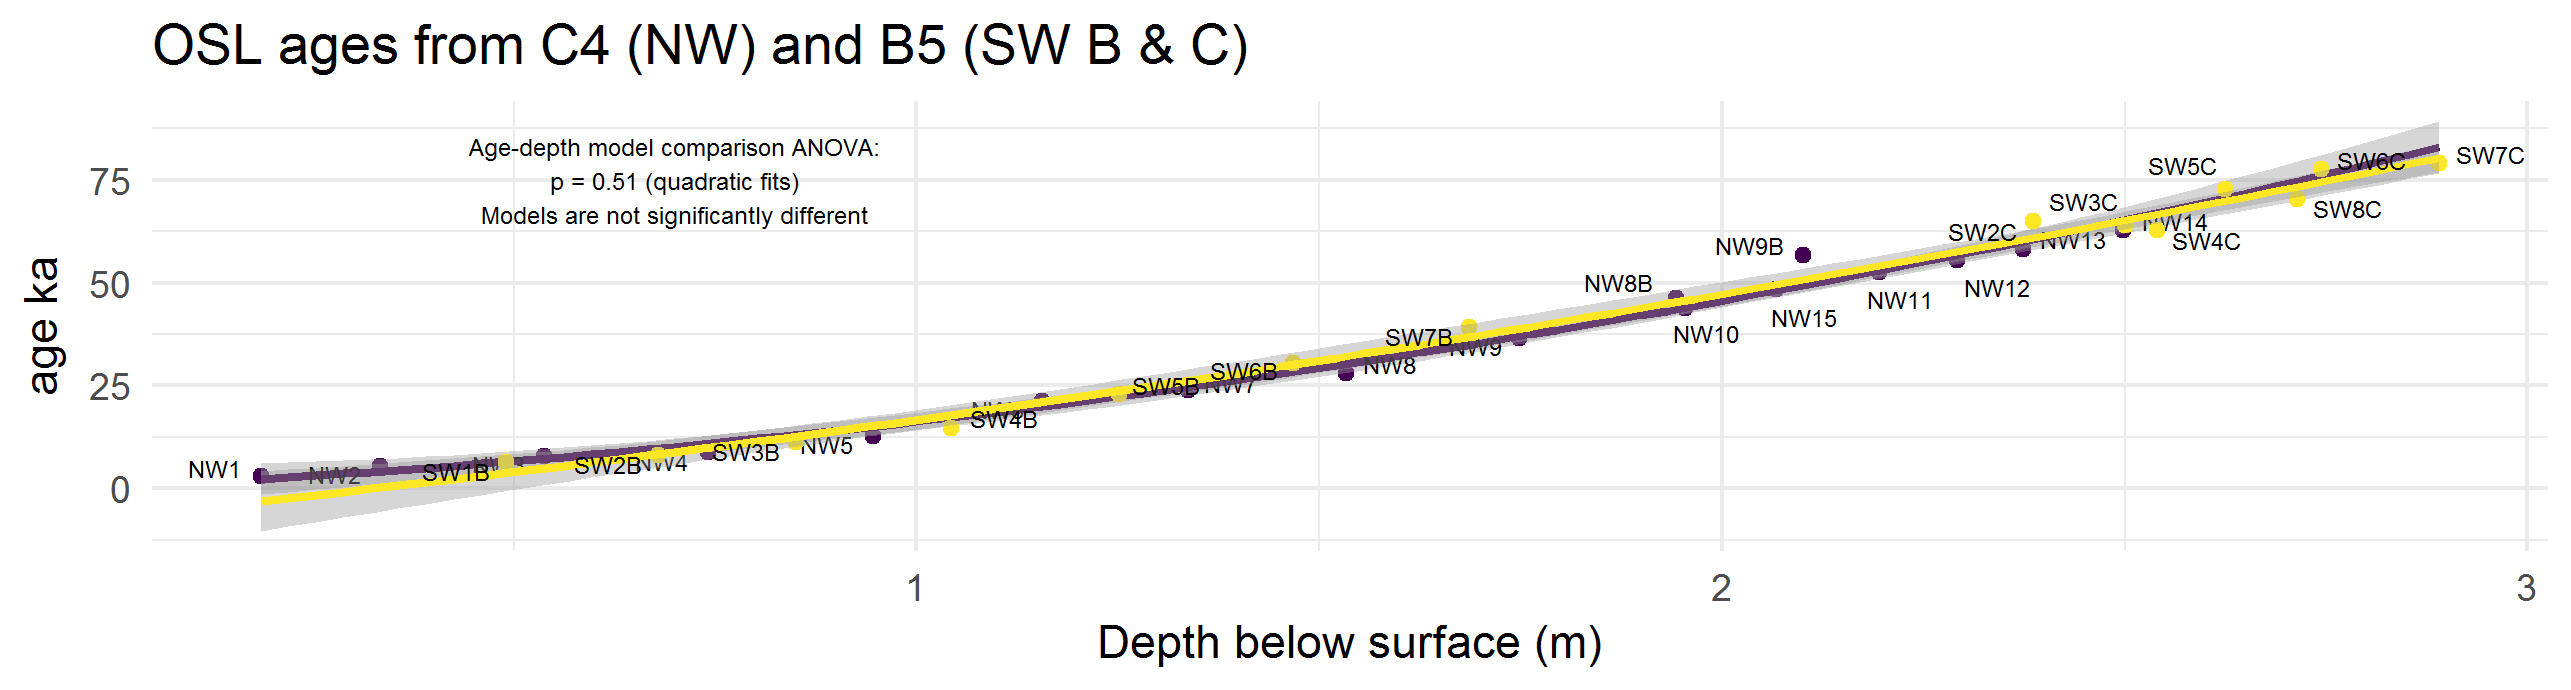 OSL ages from C4 (NW) and B5 (SW B & C)
Age-depth model comparison ANOVA:
p = 0.51 (quadratic fits)
Models are not significantly different
age ka
75
50
25
0
NW1
NW2
SW1B
SW2B
NW4
SW3B
NW5
SW4B
SW5B
NW7
SW6B
NW8
SW7B
NW9
NW8B
NW10
NW9B
NW15
NW11
NW12
SW2C
NW13
SW3C
NW14
SW4C
SW5C
SW6C
SW8C
SW7C
1
2
3
Depth below surface (m)